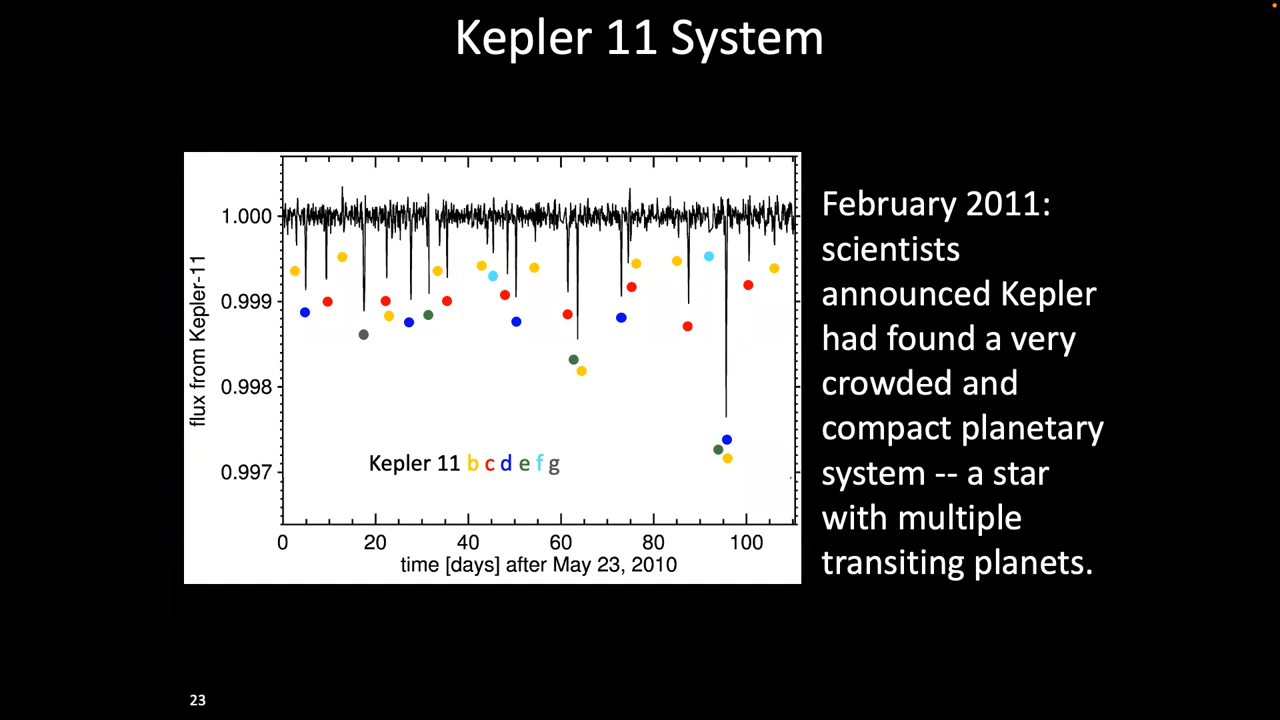 Kepler 11 System
1.000
0.999
0.998
0.997
flux from Kepler-11
Kepler 11 b c d e f g
0 20 40 60 80 100
time [days] after May 23, 2010
February 2011:
scientists
announced Kepler
had found a very
crowded and
compact planetary
system -- a star
with multiple
transiting planets.
23